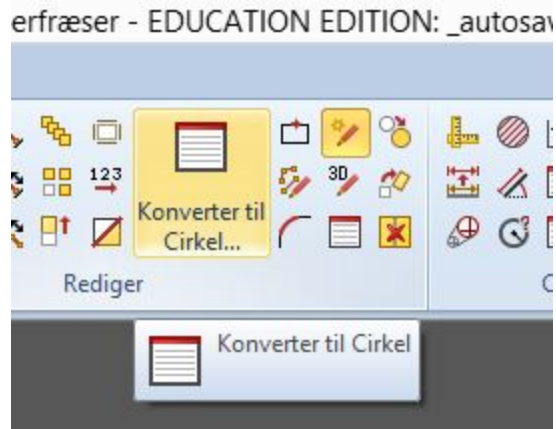 erfræser - EDUCATION EDITION: _autosav
123
3D
Konverter til
Cirkel...
Rediger
Konverter til Cirkel